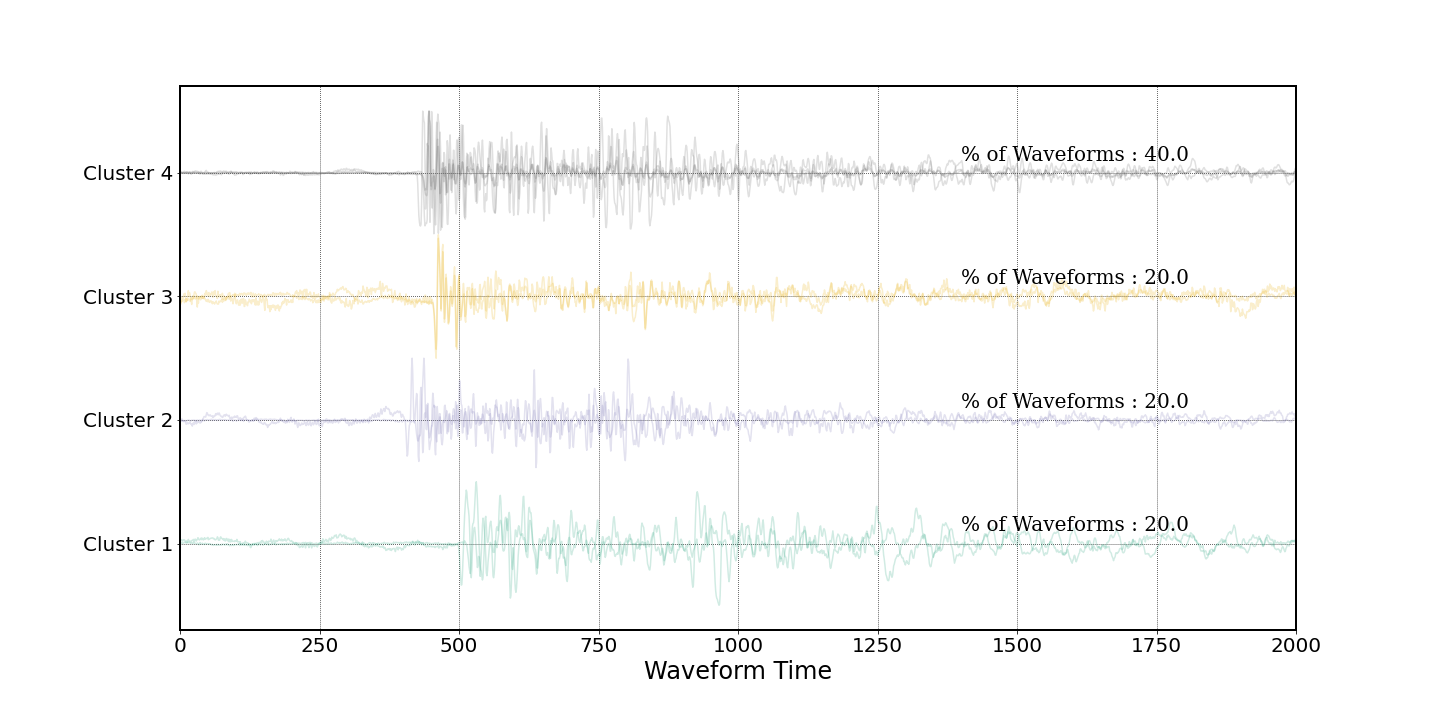 Cluster 4
% of Waveforms : 40.0
Cluster 3
% of Waveforms : 20.0
Cluster 2
% of Waveforms : 20.0
Cluster 1
% of Waveforms : 20.0
0 250 500 750 1000 1250 1500 1750 2000
Waveform Time